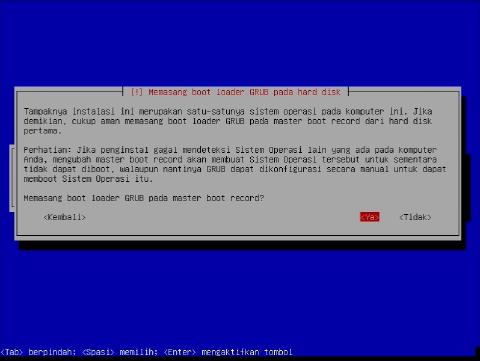 [!] Memasang boot loader GRUB pada hard disk
Tampaknya instalasi ini merupakan satu-satunya sistem operasi pada komputer ini. Jika
demikian, cukup aman memasang boot loader GRUB pada master boot record dari hard disk
pertama.
Perhatian: Jika penginstal gagal mendeteksi Sistem Operasi lain yang ada pada komputer
Anda, mengubah master boot record akan membuat Sistem Operasi tersebut untuk sementara
tidak dapat diboot, walaupun nantinya GRUB dapat dikonfigurasi secara manual untuk dapat
memboot Sistem Operasi itu.
Memasang boot loader GRUB pada master boot record?
<Kembali> <Ya> <Tidak>
<Tab> berpindah; <Spasi> memilih; <Enter> mengaktifkan tombol